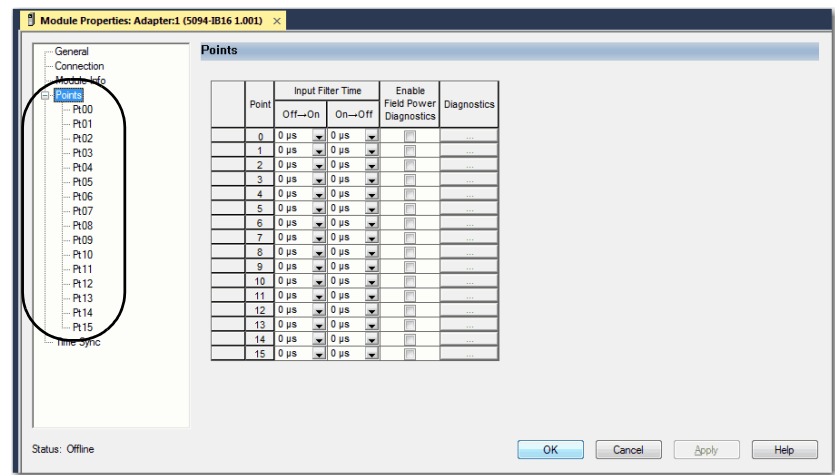 Module Properties: Adapter:1 (5094-IB16 1.001) ×
General
Connection
Module Info
Points
Pt00
Pt01
Pt02
Pt03
Pt04
Pt05
Pt06
Pt07
Pt08
Pt09
Pt10
Pt11
Pt12
Pt13
Pt14
Pt15
Time Sync
Points
Point
Input Filter Time
Off→On
On→Off
Enable
Field Power
Diagnostics
Diagnostics
0 0 µs 0 µs ...
1 0 µs 0 µs ...
2 0 µs 0 µs ...
3 0 µs 0 µs ...
4 0 µs 0 µs ...
5 0 µs 0 µs ...
6 0 µs 0 µs ...
7 0 µs 0 µs ...
8 0 µs 0 µs ...
9 0 µs 0 µs ...
10 0 µs 0 µs ...
11 0 µs 0 µs ...
12 0 µs 0 µs ...
13 0 µs 0 µs ...
14 0 µs 0 µs ...
15 0 µs 0 µs ...
Status: Offline
OK
Cancel
Apply
Help